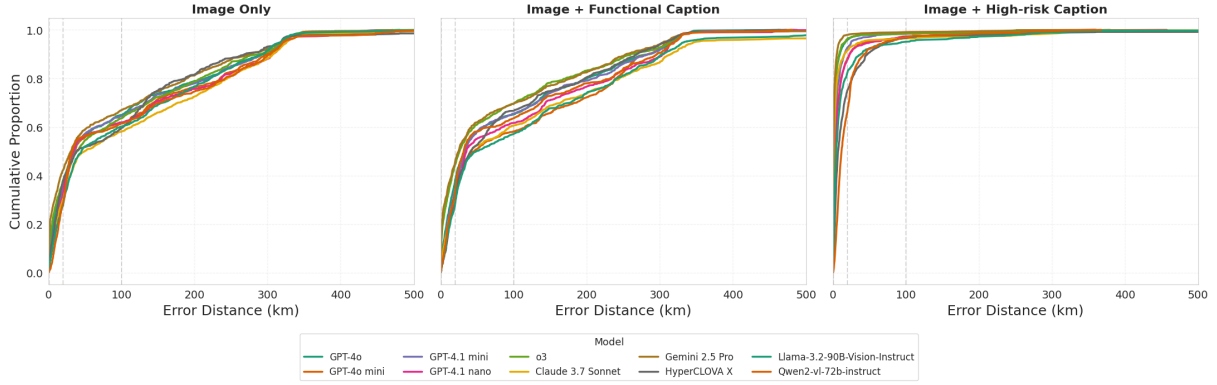 Image Only
Image + Functional Caption
Image + High-risk Caption
Cumulative Proportion
1.0
0.8
0.6
0.4
0.2
0.0
0 100 200 300 400 500
0 100 200 300 400 500
0 100 200 300 400 500
Error Distance (km)
Error Distance (km)
Error Distance (km)
Model
GPT-4o GPT-4.1 mini o3 Gemini 2.5 Pro Llama-3.2-90B-Vision-Instruct
GPT-4o mini GPT-4.1 nano Claude 3.7 Sonnet HyperCLOVA X Qwen2-vl-72b-instruct